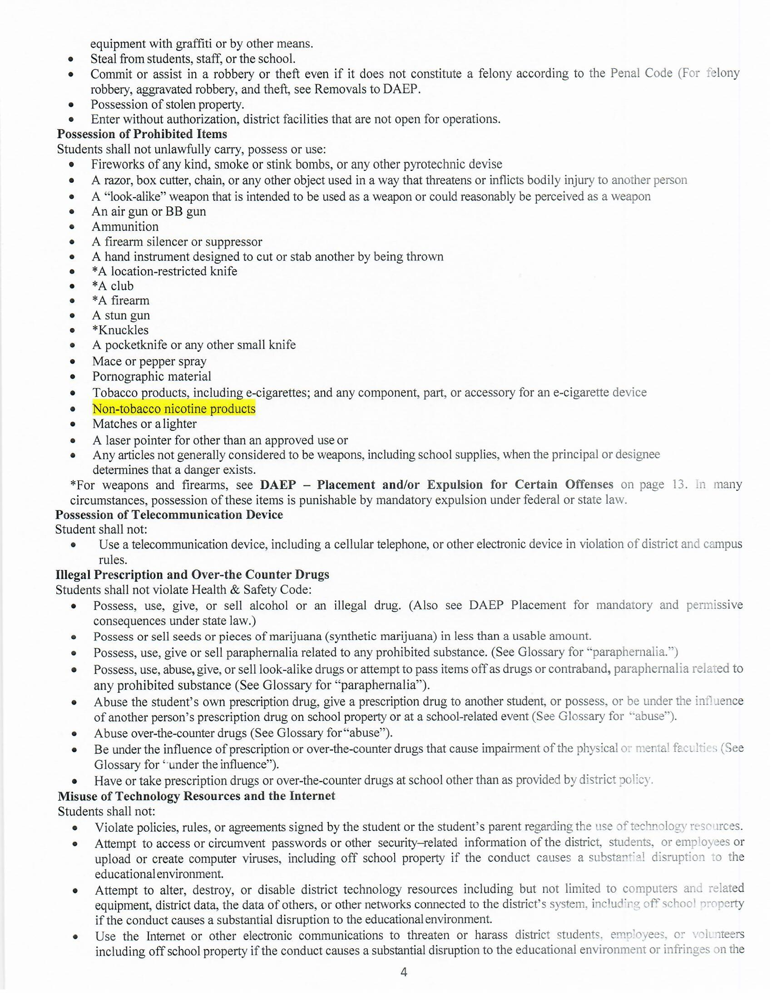 equipment with graffiti or by other means.
• Steal from students, staff, or the school.
• Commit or assist in a robbery or theft even if it does not constitute a felony according to the Penal Code (For felony
robbery, aggravated robbery, and theft, see Removals to DAEP.
• Possession of stolen property.
• Enter without authorization, district facilities that are not open for operations.
Possession of Prohibited Items
Students shall not unlawfully carry, possess or use:
• Fireworks of any kind, smoke or stink bombs, or any other pyrotechnic devise
• A razor, box cutter, chain, or any other object used in a way that threatens or inflicts bodily injury to another person
• A “look-alike” weapon that is intended to be used as a weapon or could reasonably be perceived as a weapon
• An air gun or BB gun
• Ammunition
• A firearm silencer or suppressor
• A hand instrument designed to cut or stab another by being thrown
• *A location-restricted knife
• *A club
• *A firearm
• A stun gun
• *Knuckles
• A pocketknife or any other small knife
• Mace or pepper spray
• Pornographic material
• Tobacco products, including e-cigarettes; and any component, part, or accessory for an e-cigarette device
• Non-tobacco nicotine products
• Matches or a lighter
• A laser pointer for other than an approved use or
• Any articles not generally considered to be weapons, including school supplies, when the principal or designee
determines that a danger exists.
*For weapons and firearms, see DAEP – Placement and/or Expulsion for Certain Offenses on page 13. In many
circumstances, possession of these items is punishable by mandatory expulsion under federal or state law.
Possession of Telecommunication Device
Student shall not:
• Use a telecommunication device, including a cellular telephone, or other electronic device in violation of district and campus
rules.
Illegal Prescription and Over-the Counter Drugs
Students shall not violate Health & Safety Code:
• Possess, use, give, or sell alcohol or an illegal drug. (Also see DAEP Placement for mandatory and permissive
consequences under state law.)
• Possess or sell seeds or pieces of marijuana (synthetic marijuana) in less than a usable amount.
• Possess, use, give or sell paraphernalia related to any prohibited substance. (See Glossary for “paraphernalia.”)
• Possess, use, abuse, give, or sell look-alike drugs or attempt to pass items off as drugs or contraband, paraphernalia related to
any prohibited substance (See Glossary for “paraphernalia”).
• Abuse the student’s own prescription drug, give a prescription drug to another student, or possess, or be under the influence
of another person’s prescription drug on school property or at a school-related event (See Glossary for “abuse”).
• Abuse over-the-counter drugs (See Glossary for “abuse”).
• Be under the influence of prescription or over-the-counter drugs that cause impairment of the physical or mental faculties (See
Glossary for “under the influence”).
• Have or take prescription drugs or over-the-counter drugs at school other than as provided by district policy.
Misuse of Technology Resources and the Internet
Students shall not:
• Violate policies, rules, or agreements signed by the student or the student’s parent regarding the use of technology resources.
• Attempt to access or circumvent passwords or other security–related information of the district, students, or employees or
upload or create computer viruses, including off school property if the conduct causes a substantial disruption to the
educational environment.
• Attempt to alter, destroy, or disable district technology resources including but not limited to computers and related
equipment, district data, the data of others, or other networks connected to the district’s system, including off school property
if the conduct causes a substantial disruption to the educational environment.
• Use the Internet or other electronic communications to threaten or harass district students, employees, or volunteers
including off school property if the conduct causes a substantial disruption to the educational environment or infringes on the
4